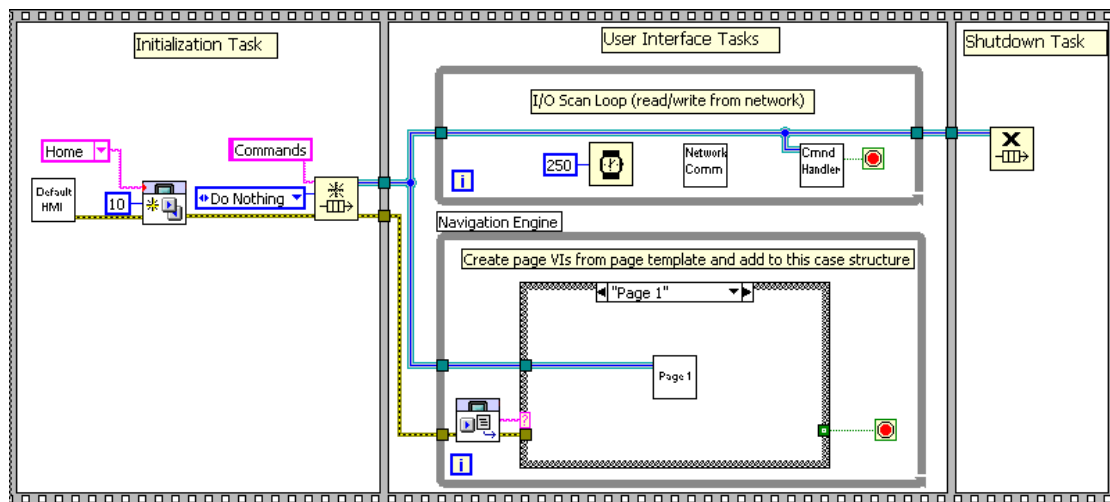 Initialization Task
User Interface Tasks
Shutdown Task
I/O Scan Loop (read/write from network)
Home
Commands
Default
HMI
10
Do Nothing
250
Network
Comm
Cmnd
Handler
i
Navigation Engine
Create page VIs from page template and add to this case structure
"Page 1"
Page 1
?
i